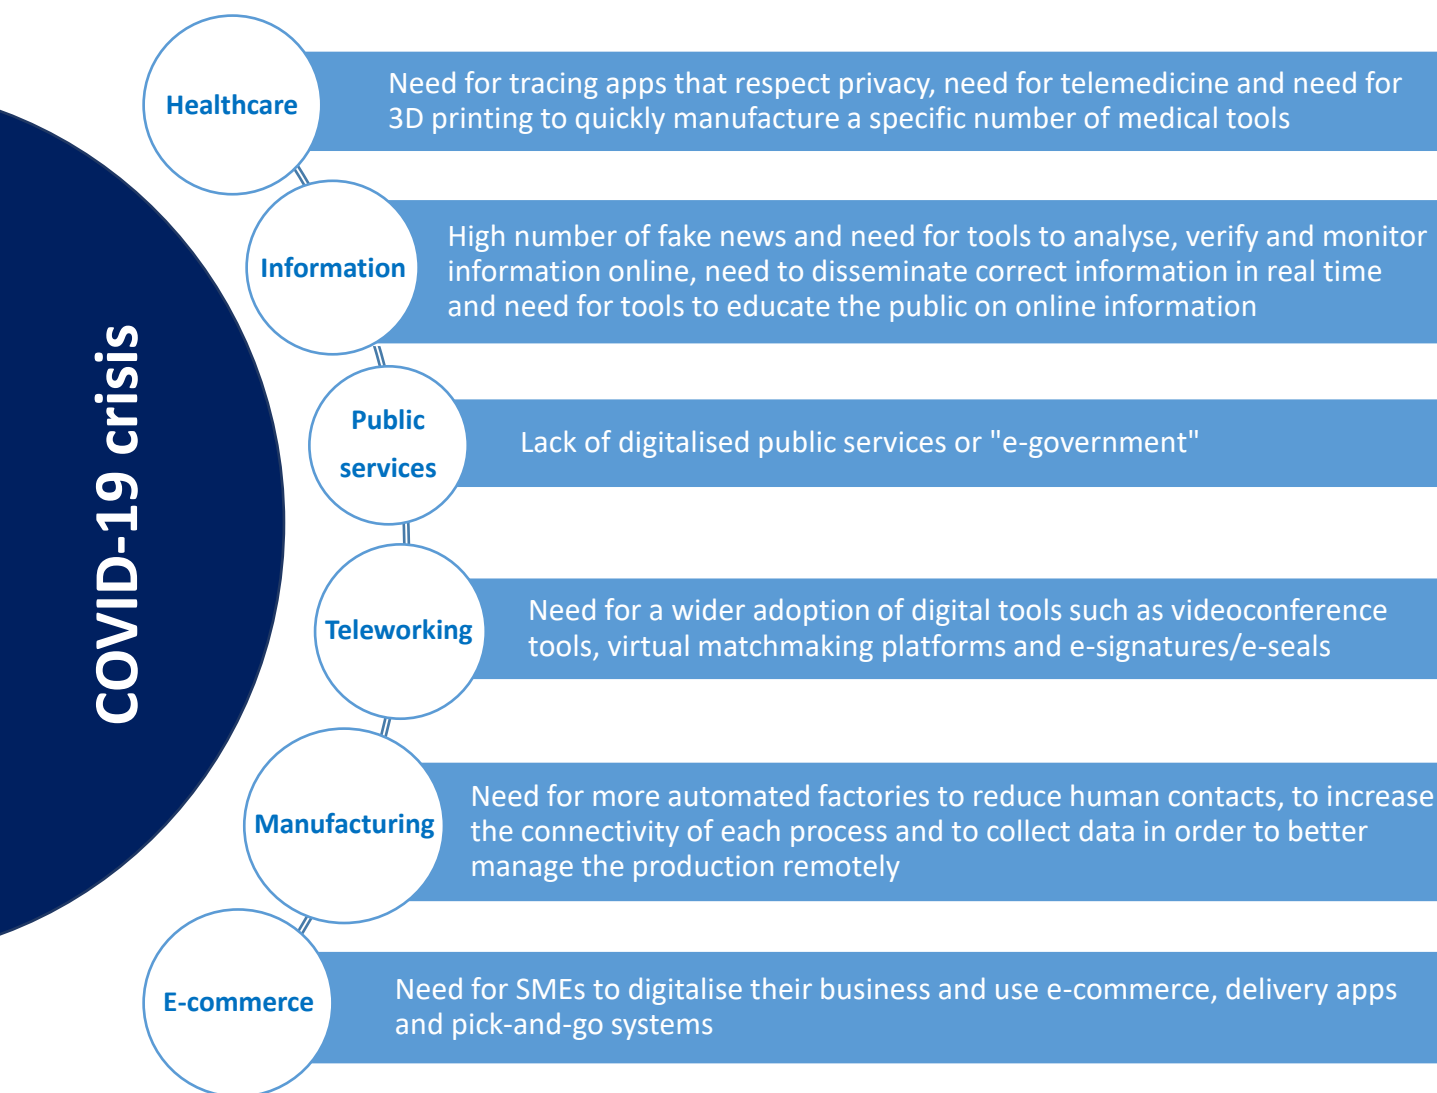 COVID-19 crisis
Healthcare
Need for tracing apps that respect privacy, need for telemedicine and need for
3D printing to quickly manufacture a specific number of medical tools
Information
High number of fake news and need for tools to analyse, verify and monitor
information online, need to disseminate correct information in real time
and need for tools to educate the public on online information
Public
services
Lack of digitalised public services or "e-government"
Teleworking
Need for a wider adoption of digital tools such as videoconference
tools, virtual matchmaking platforms and e-signatures/e-seals
Manufacturing
Need for more automated factories to reduce human contacts, to increase
the connectivity of each process and to collect data in order to better
manage the production remotely
E-commerce
Need for SMEs to digitalise their business and use e-commerce, delivery apps
and pick-and-go systems